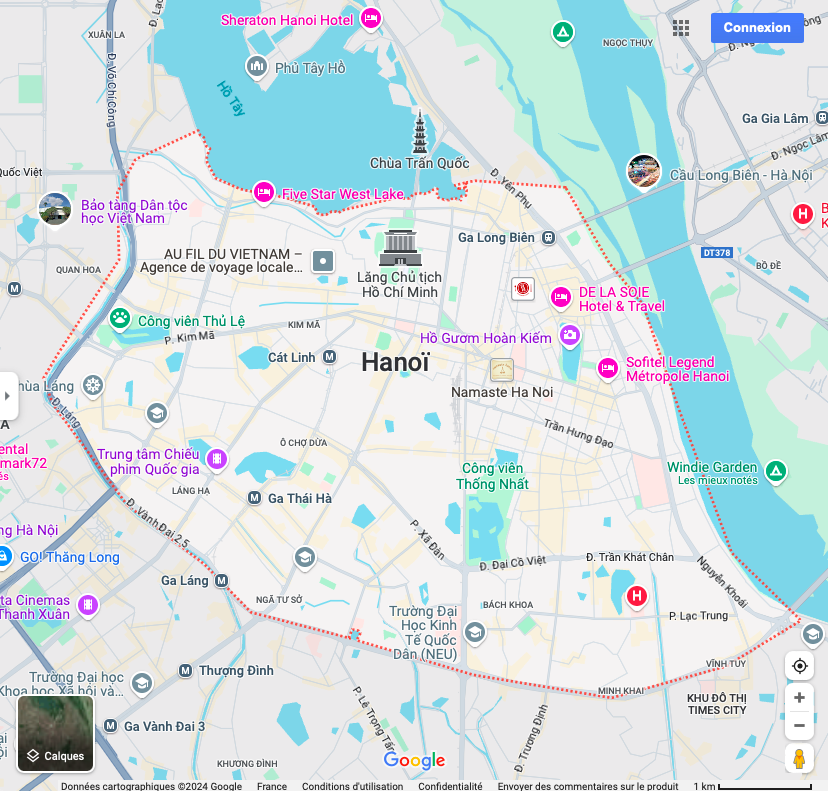 Sheraton Hanoi Hotel
Connexion
XUÂN LA
NGỌC THỤY
Đ. Võ Chí Công
Phủ Tây Hồ
Hồ Tây
Ga Gia Lâm
Đ. Ngọc Lâm
Chùa Trấn Quốc
Quốc Việt
Đ. Yên Phụ
Cầu Long Biên - Hà Nội
Five Star West Lake
Bảo tàng Dân tộc
học Việt Nam
Ga Long Biên
DT378
AU FIL DU VIETNAM –
Agence de voyage locale...
BỒ ĐỀ
QUAN HOA
Lăng Chủ tịch
Hồ Chí Minh
DE LA SOIE
Hotel & Travel
Công viên Thủ Lệ
KIM MÃ
P. Kim Mã
Hồ Gươm Hoàn Kiếm
Cát Linh
Hanoï
Sofitel Legend
Métropole Hanoi
Namaste Ha Noi
Đ. Láng
Trần Hưng Đạo
Ô CHỢ DỪA
Trung tâm Chiếu
phim Quốc gia
Công viên
Thống Nhất
Windie Garden
Les mieux notés
mark72
LÁNG HẠ
Ga Thái Hà
Đ. Vành Đai 2,5
P. Xã Đàn
ng Hà Nội
GO! Thăng Long
Đ. Đại Cồ Việt
Đ. Trần Khát Chân
Nguyễn Khoái
Ga Láng
ta Cinemas
Thanh Xuân
NGÃ TƯ SỞ
BÁCH KHOA
Trường Đại
Học Kinh
Tế Quốc
Dân (NEU)
P. Lạc Trung
VĨNH TUY
Thượng Đình
Trường Đại học
Khoa học Xã hội và...
MINH KHAI
KHU ĐÔ THỊ
TIMES CITY
P. Lê Trọng Tấn
Đ. Trương Định
Ga Vành Đai 3
Calques
KHƯƠNG ĐÌNH
Google
Données cartographiques ©2024 Google France Conditions d'utilisation Confidentialité Envoyer des commentaires sur le produit 1 km